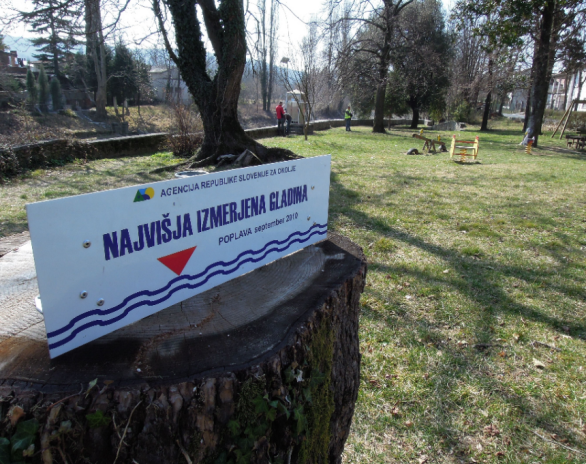 AGENCIJA REPUBLIKE SLOVENIJE ZA OKOLJE
NAJVIŠJA IZMERJENA GLADINA
POPLAVA september 2010